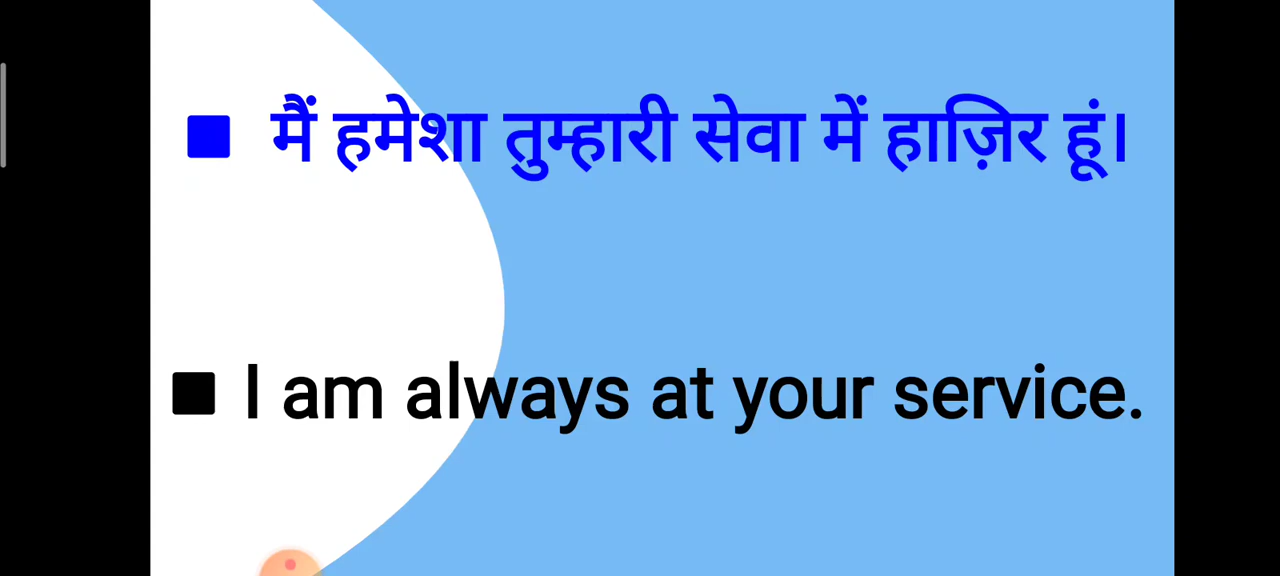 ■ मैं हमेशा तुम्हारी सेवा में हाज़िर हूं।
■ I am always at your service.